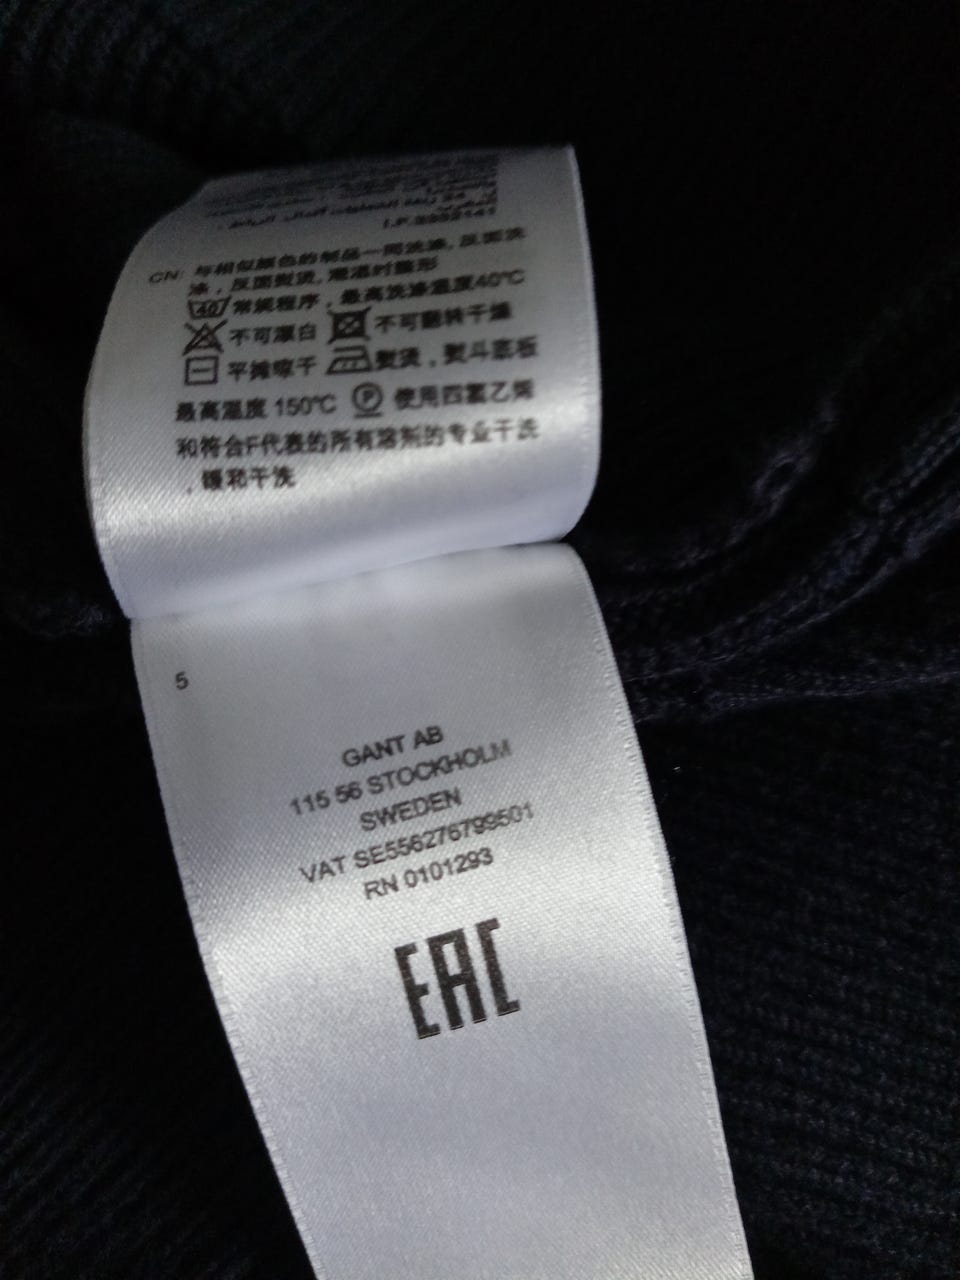 I.F.3332141
CN: 与相似颜色的制品一同洗涤, 反面洗
涤，反面熨烫, 潮湿时整形
40 常规程序，最高洗涤温度40℃
不可漂白 不可翻转干燥
平摊晾干 熨烫，熨斗底板
最高温度 150℃ P 使用四氯乙烯
和符合F代表的所有溶剂的专业干洗
，缓和干洗
5
GANT AB
115 56 STOCKHOLM
SWEDEN
VAT SE556276799501
RN 0101293
EAC